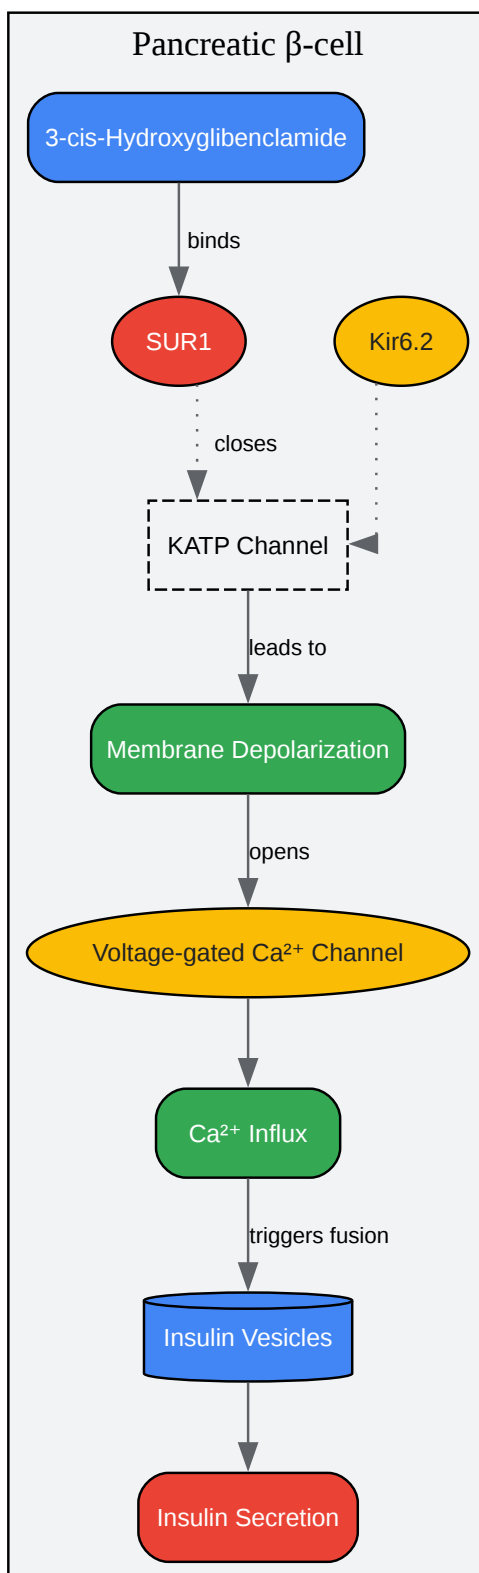 Pancreatic β-cell
3-cis-Hydroxyglibenclamide
binds
SUR1
Kir6.2
closes
KATP Channel
leads to
Membrane Depolarization
opens
Voltage-gated Ca²⁺ Channel
Ca²⁺ Influx
triggers fusion
Insulin Vesicles
Insulin Secretion